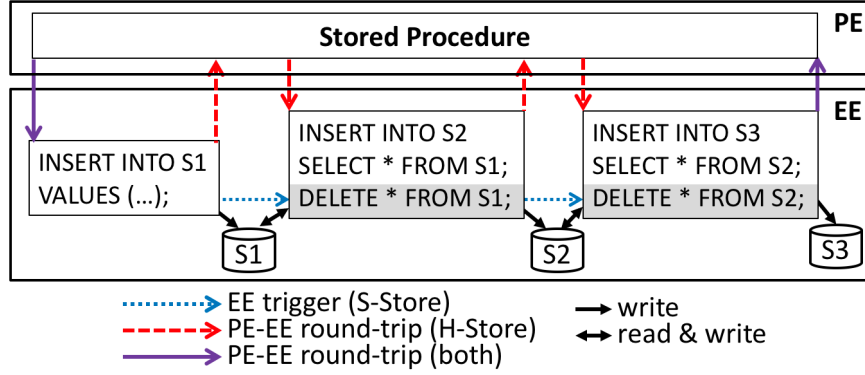 PE
Stored Procedure
EE
INSERT INTO S1
VALUES (...);
INSERT INTO S2
SELECT * FROM S1;
DELETE * FROM S1;
INSERT INTO S3
SELECT * FROM S2;
DELETE * FROM S2;
S1
S2
S3
EE trigger (S-Store)
PE-EE round-trip (H-Store)
PE-EE round-trip (both)
write
read & write